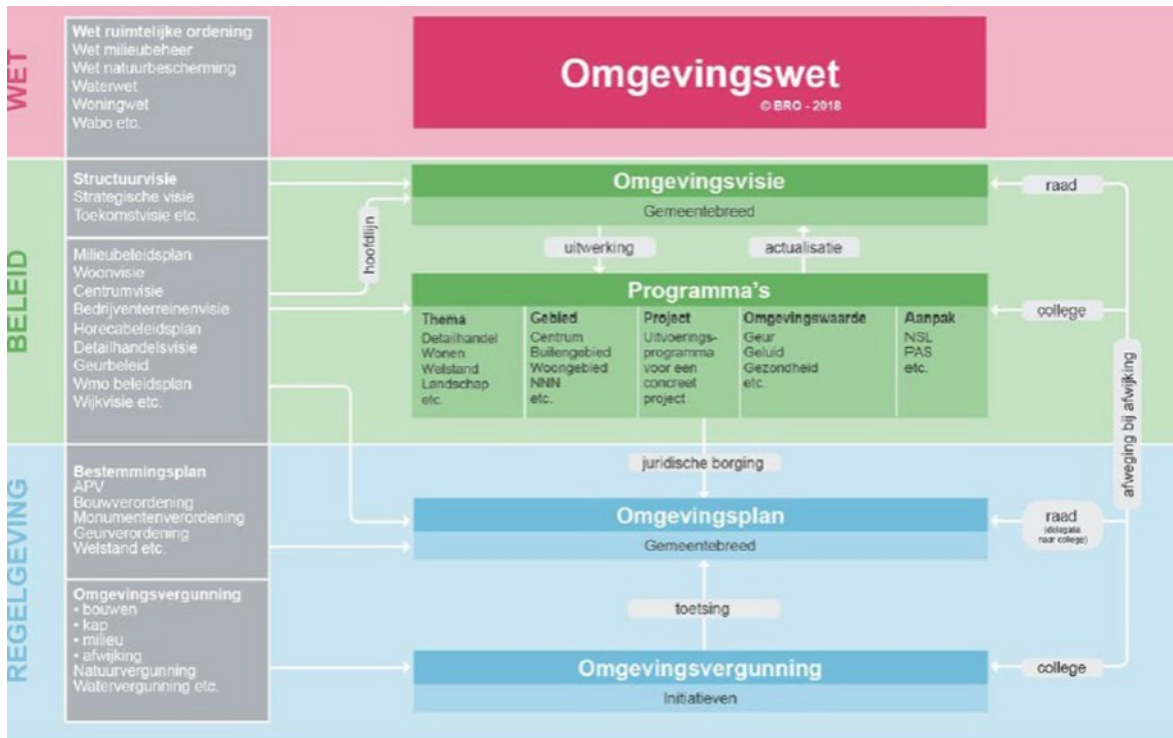 WET
Wet ruimtelijke ordening
Wet milieubeheer
Wet natuurbescherming
Waterwet
Woningwet
Wabo etc.
Omgevingswet
© BRO - 2018
BELEID
Structuurvisie
Strategische visie
Toekomstvisie etc.
Milieubeleidsplan
Woonvisie
Centrumvisie
Bedrijventerreinenvisie
Horecabeleidsplan
Detailhandelsvisie
Geurbeleid
Wmo beleidsplan
Wijkvisie etc.
hoofdlijn
Omgevingsvisie
Gemeentebreed
uitwerking
actualisatie
Programma's
Thema
Detailhandel
Wonen
Welstand
Landschap
etc.
Gebied
Centrum
Buitengebied
Woongebied
NNN
etc.
Project
Uitvoerings-
programma
voor een
concreet
project
Omgevingswaarde
Geur
Geluid
Gezondheid
etc.
Aanpak
NSL
PAS
etc.
raad
college
afweging bij afwijking
REGELGEVING
Bestemmingsplan
APV
Bouwverordening
Monumentenverordening
Geurverordening
Welstand etc.
Omgevingsvergunning
• bouwen
• kap
• milieu
• afwijking
Natuurvergunning
Watervergunning etc.
juridische borging
Omgevingsplan
Gemeentebreed
raad
(delegatie
naar college)
toetsing
Omgevingsvergunning
Initiatieven
college